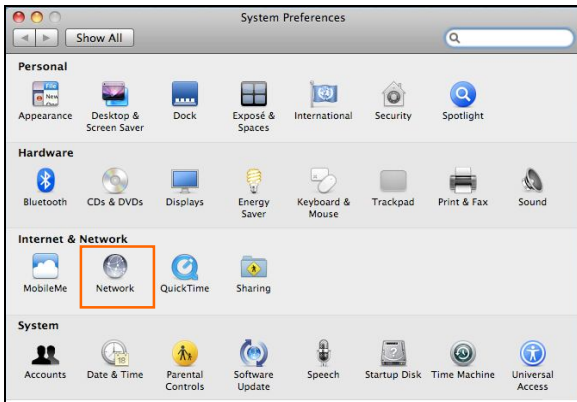 System Preferences
Show All
Personal
Appearance
Desktop &
Screen Saver
Dock
Exposé &
Spaces
International
Security
Spotlight
Hardware
Bluetooth
CDs & DVDs
Displays
Energy
Saver
Keyboard &
Mouse
Trackpad
Print & Fax
Sound
Internet & Network
MobileMe
Network
QuickTime
Sharing
System
Accounts
Date & Time
Parental
Controls
Software
Update
Speech
Startup Disk
Time Machine
Universal
Access